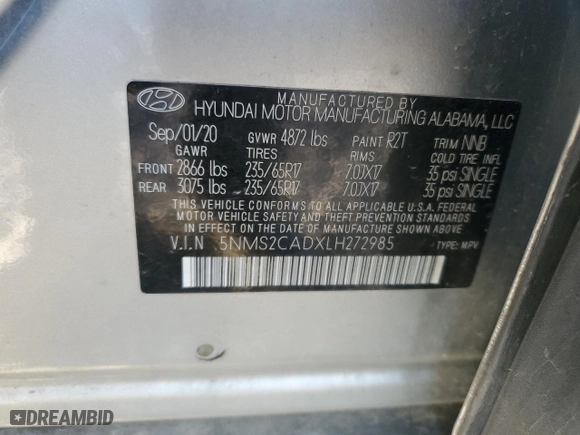 MANUFACTURED BY
HYUNDAI MOTOR MANUFACTURING ALABAMA, LLC
Sep/01/20 GVWR 4872 lbs PAINT R2T TRIM NNB
GAWR TIRES RIMS COLD TIRE INFL
FRONT 2866 lbs 235/65R17 7.0JX17 35 psi SINGLE
REAR 3075 lbs 235/65R17 7.0JX17 35 psi SINGLE
THIS VEHICLE CONFORMS TO ALL APPLICABLE U.S.A FEDERAL
MOTOR VEHICLE SAFETY AND THEFT PREVENTION STANDARDS
IN EFFECT ON THE DATE OF MANUFACTURE SHOWN ABOVE.
V.I.N 5NMS2CADXLH272985 TYPE: MPV
DREAMBID